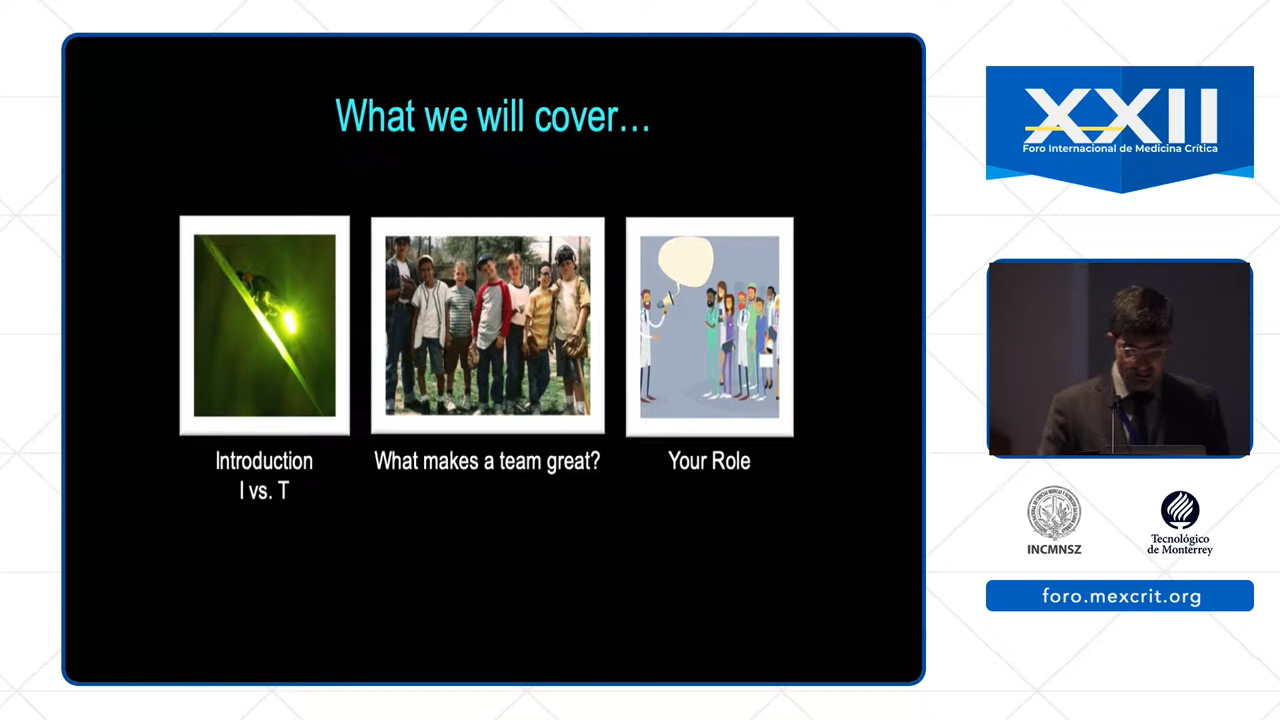 What we will cover...
Introduction
I vs. T
What makes a team great?
Your Role
XXII
Foro Internacional de Medicina Crítica
INCMNSZ
Tecnológico
de Monterrey
foro.mexcrit.org